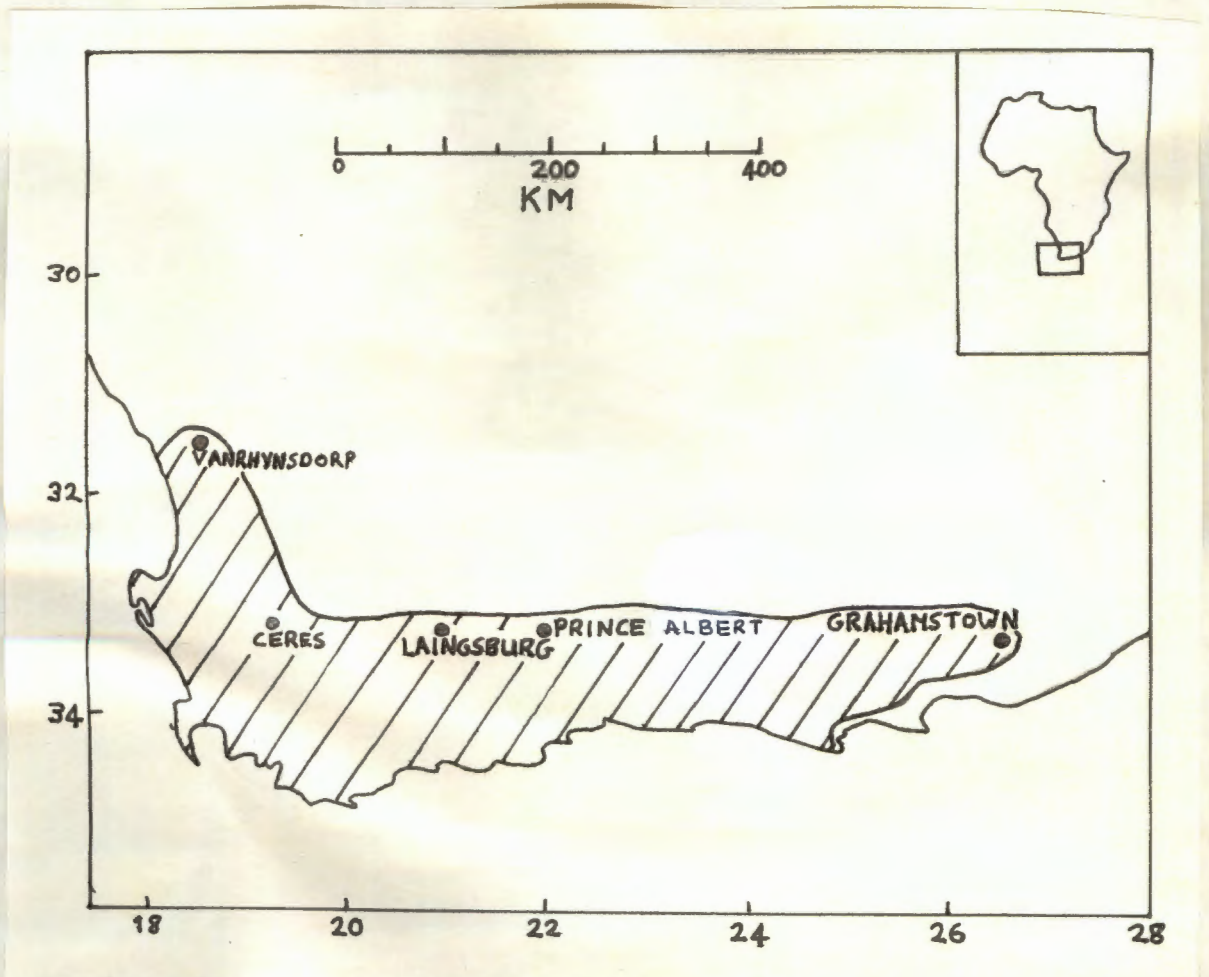 0 200 400
KM
30
VANRHYNSDORP
32
CERES
LAINGSBURG
PRINCE ALBERT
GRAHAMSTOWN
34
18 20 22 24 26 28